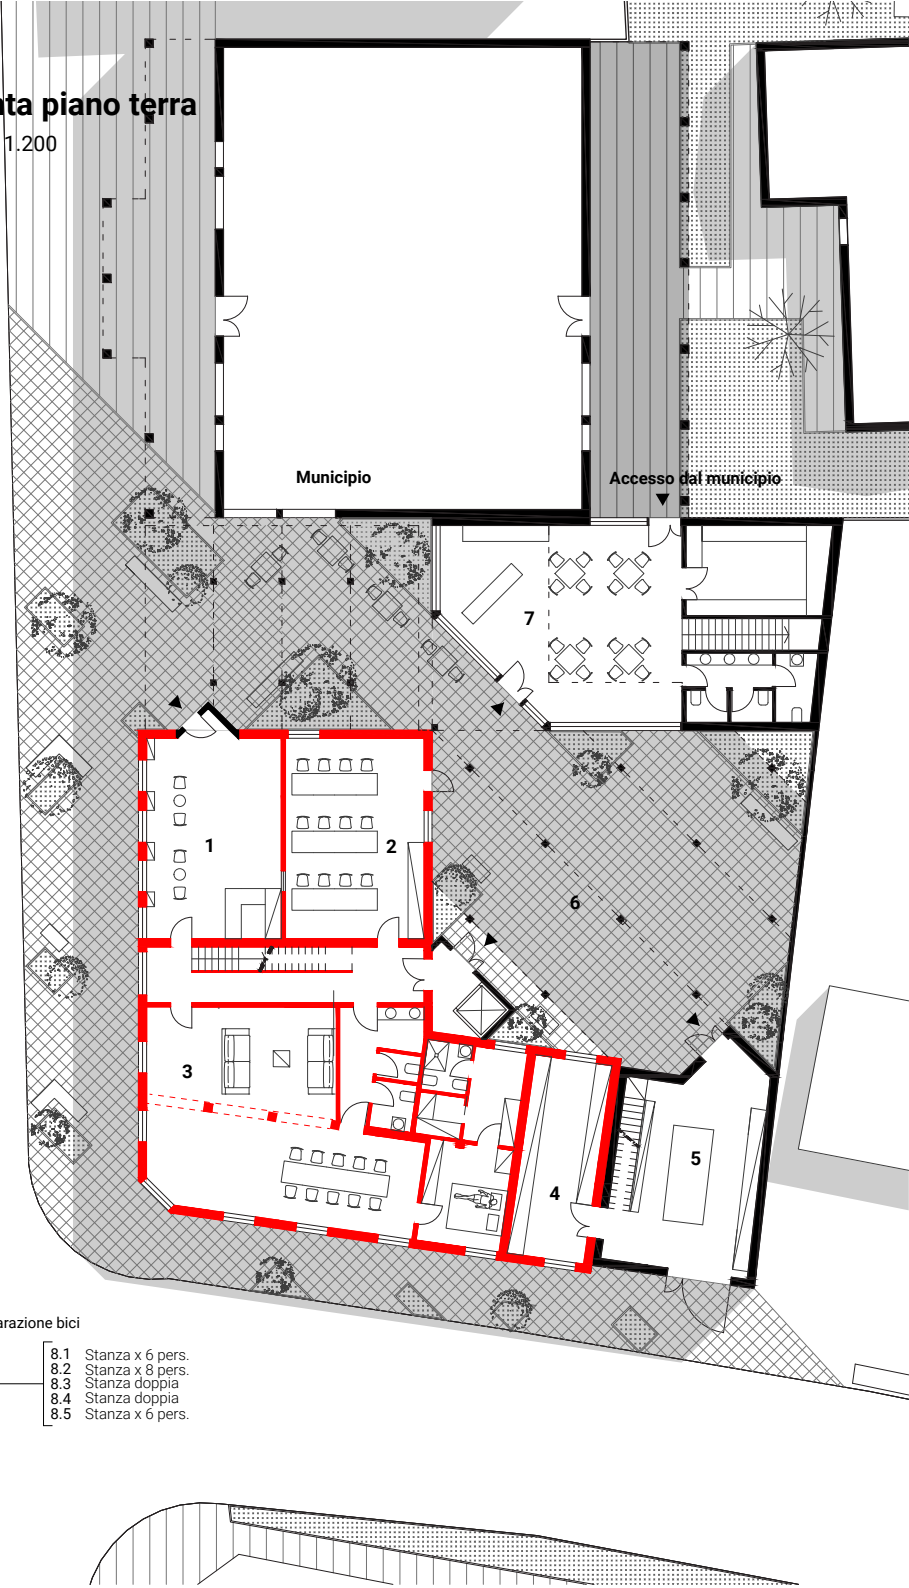 ta piano terra
1.200
Municipio
Accesso dal municipio
7
1
2
6
3
5
4
arazione bici
8.1 Stanza x 6 pers.
8.2 Stanza x 8 pers.
8.3 Stanza doppia
8.4 Stanza doppia
8.5 Stanza x 6 pers.